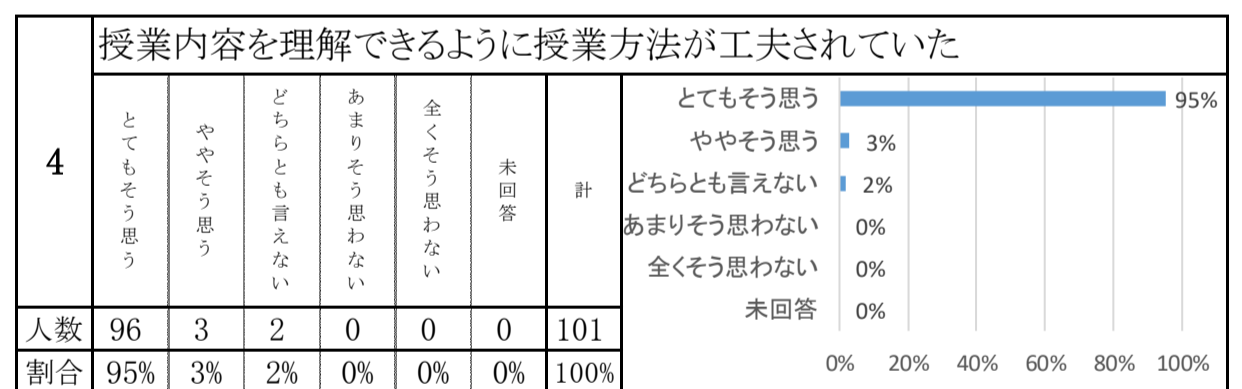 4
授業内容を理解できるように授業方法が工夫されていた
とてもそう思う
ややそう思う
どちらとも言えない
あまりそう思わない
全くそう思わない
未回答
計
人数 96 3 2 0 0 0 101
割合 95% 3% 2% 0% 0% 0% 100%
とてもそう思う 95%
ややそう思う 3%
どちらとも言えない 2%
あまりそう思わない 0%
全くそう思わない 0%
未回答 0%
0% 20% 40% 60% 80% 100%